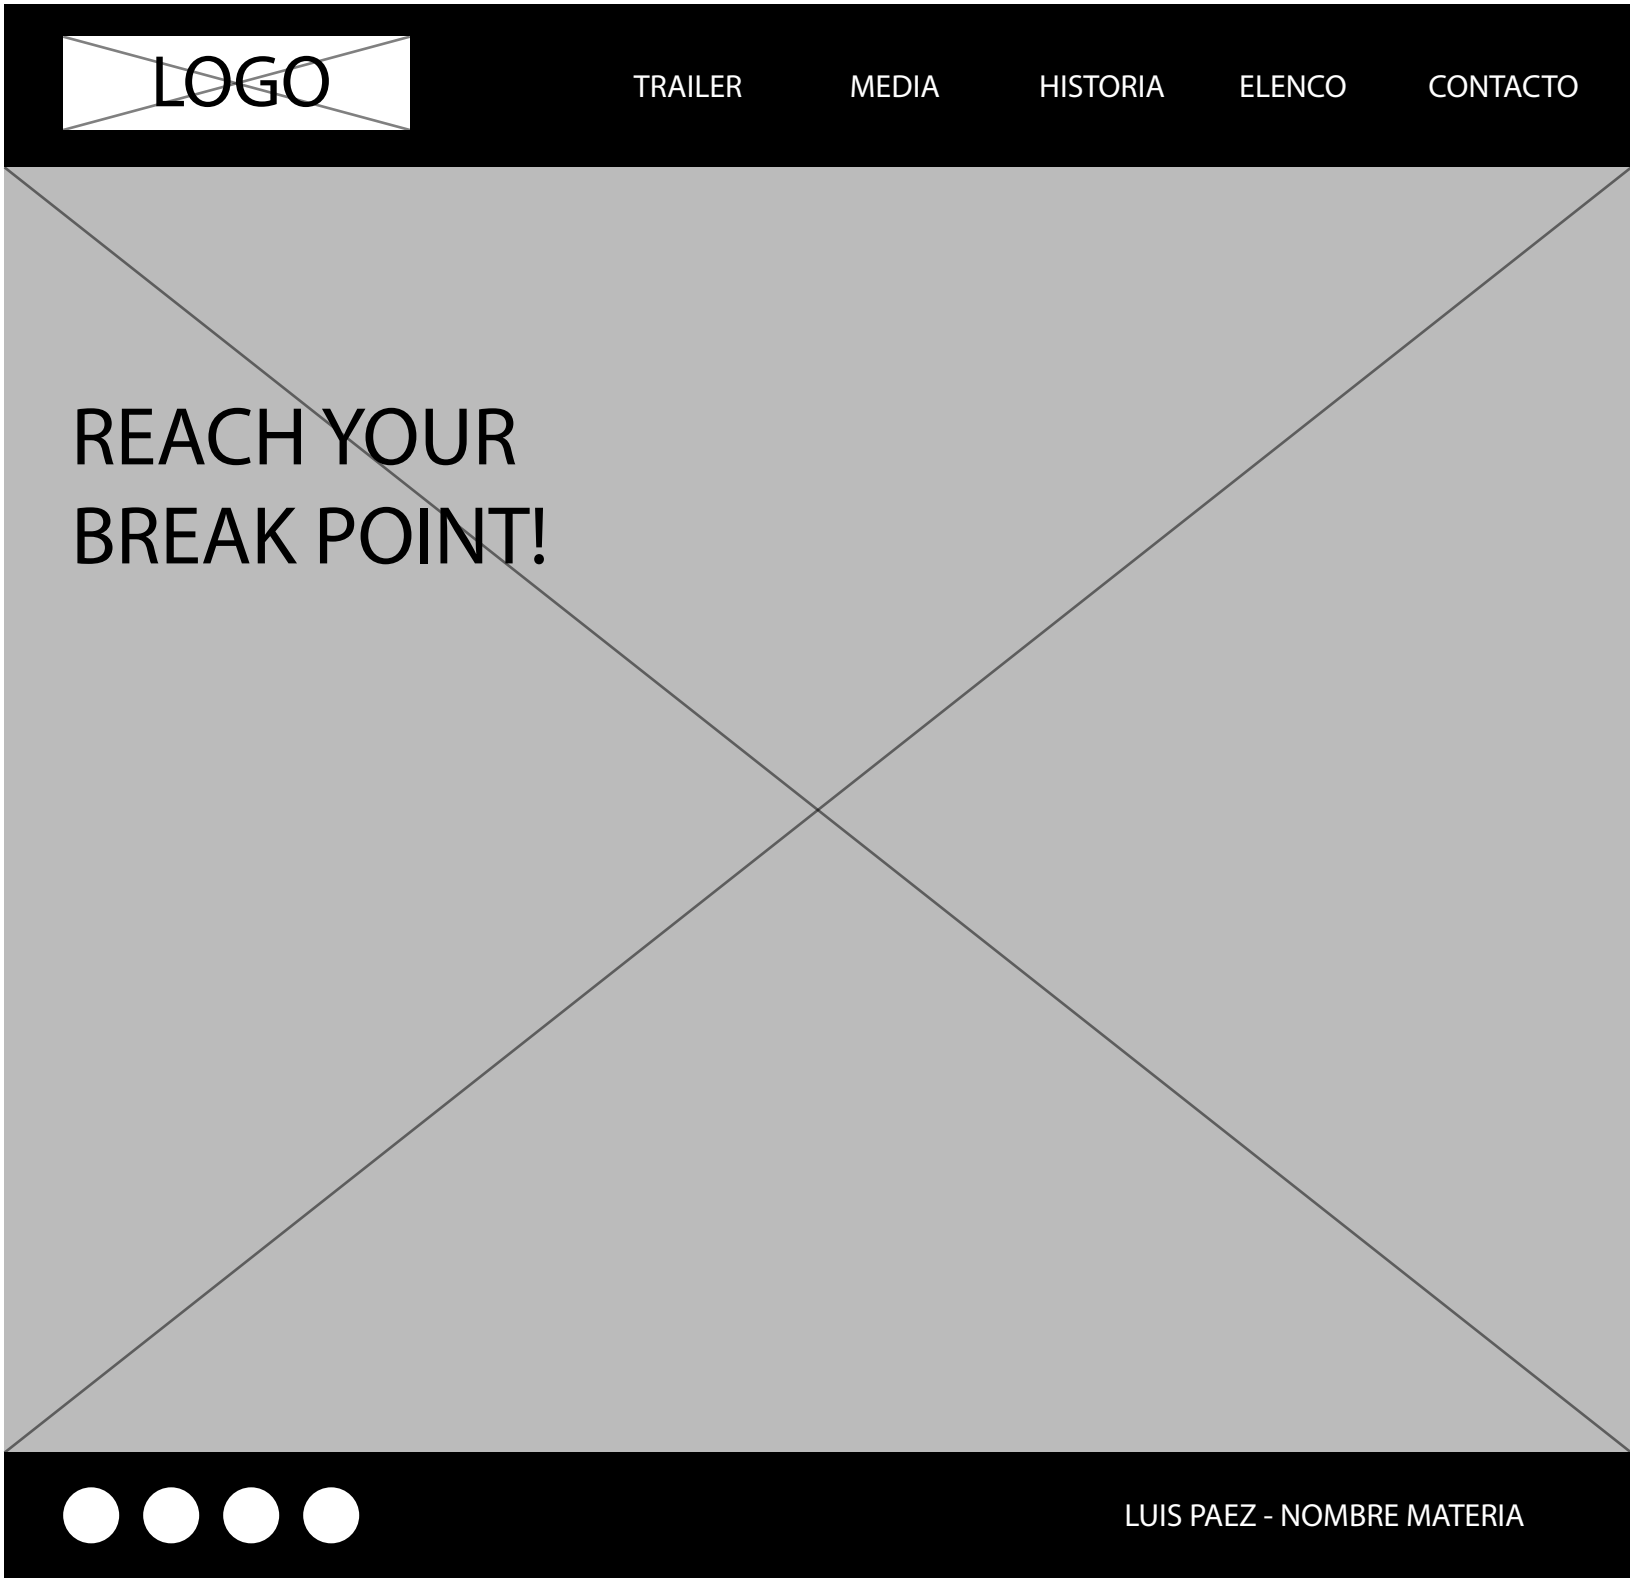 LOGO
TRAILER MEDIA HISTORIA ELENCO CONTACTO
REACH YOUR
BREAK POINT!
LUIS PAEZ - NOMBRE MATERIA